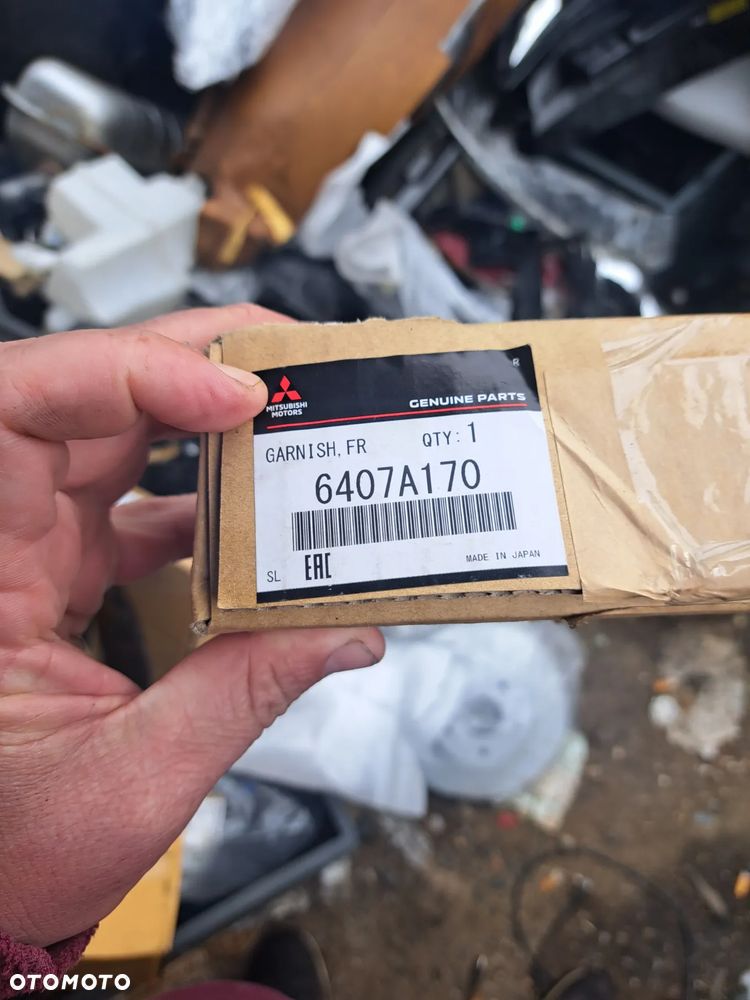 R
MITSUBISHI
MOTORS
GENUINE PARTS
GARNISH,FR QTY: 1
6407A170
SL EAC MADE IN JAPAN
OTOMOTO